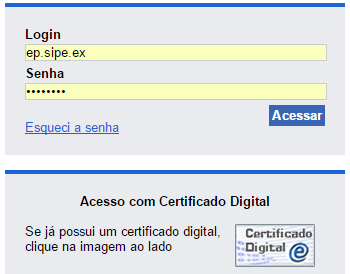 Login
ep.sipe.ex
Senha
••••••••
Acessar
Esqueci a senha
Acesso com Certificado Digital
Se já possui um certificado digital,
clique na imagem ao lado
Certificado
Digital